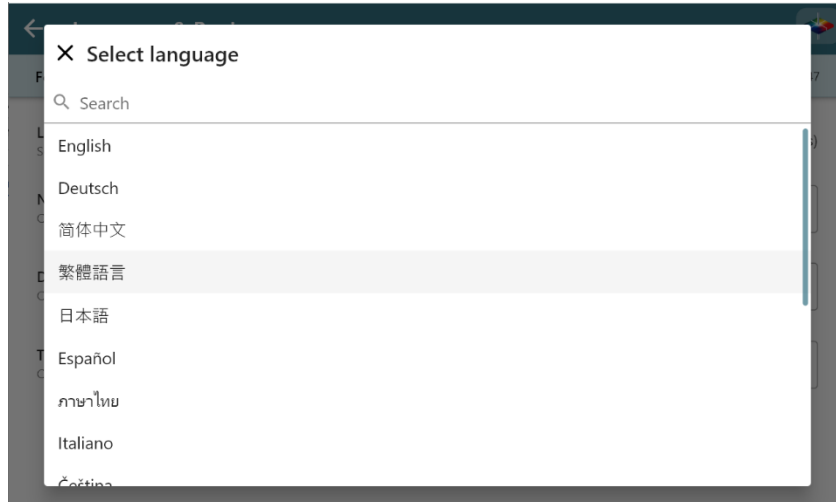 Select language
Search
English
Deutsch
简体中文
繁體語言
日本語
Español
ภาษาไทย
Italiano
Čeština